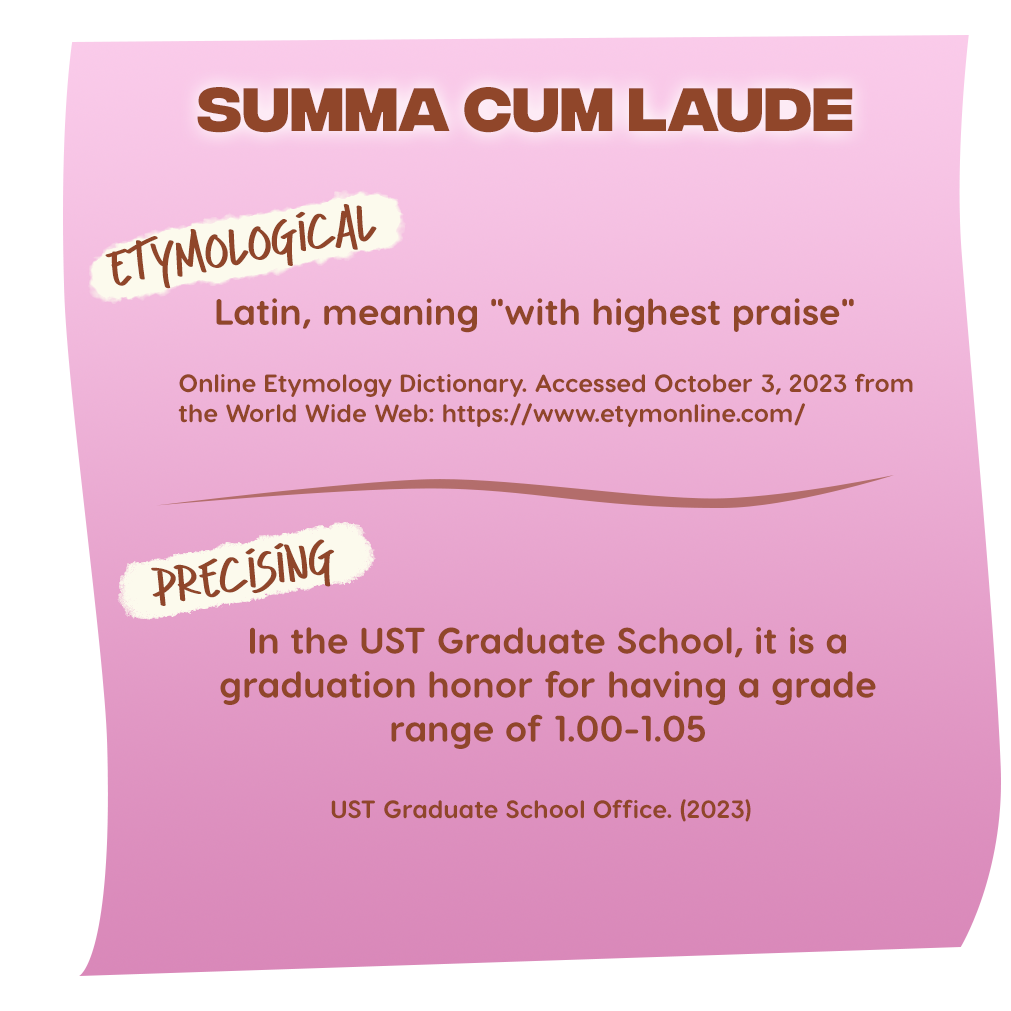 SUMMA CUM LAUDE
ETYMOLOGICAL
Latin, meaning "with highest praise"
Online Etymology Dictionary. Accessed October 3, 2023 from
the World Wide Web: https://www.etymonline.com/
PRECISING
In the UST Graduate School, it is a
graduation honor for having a grade
range of 1.00-1.05
UST Graduate School Office. (2023)